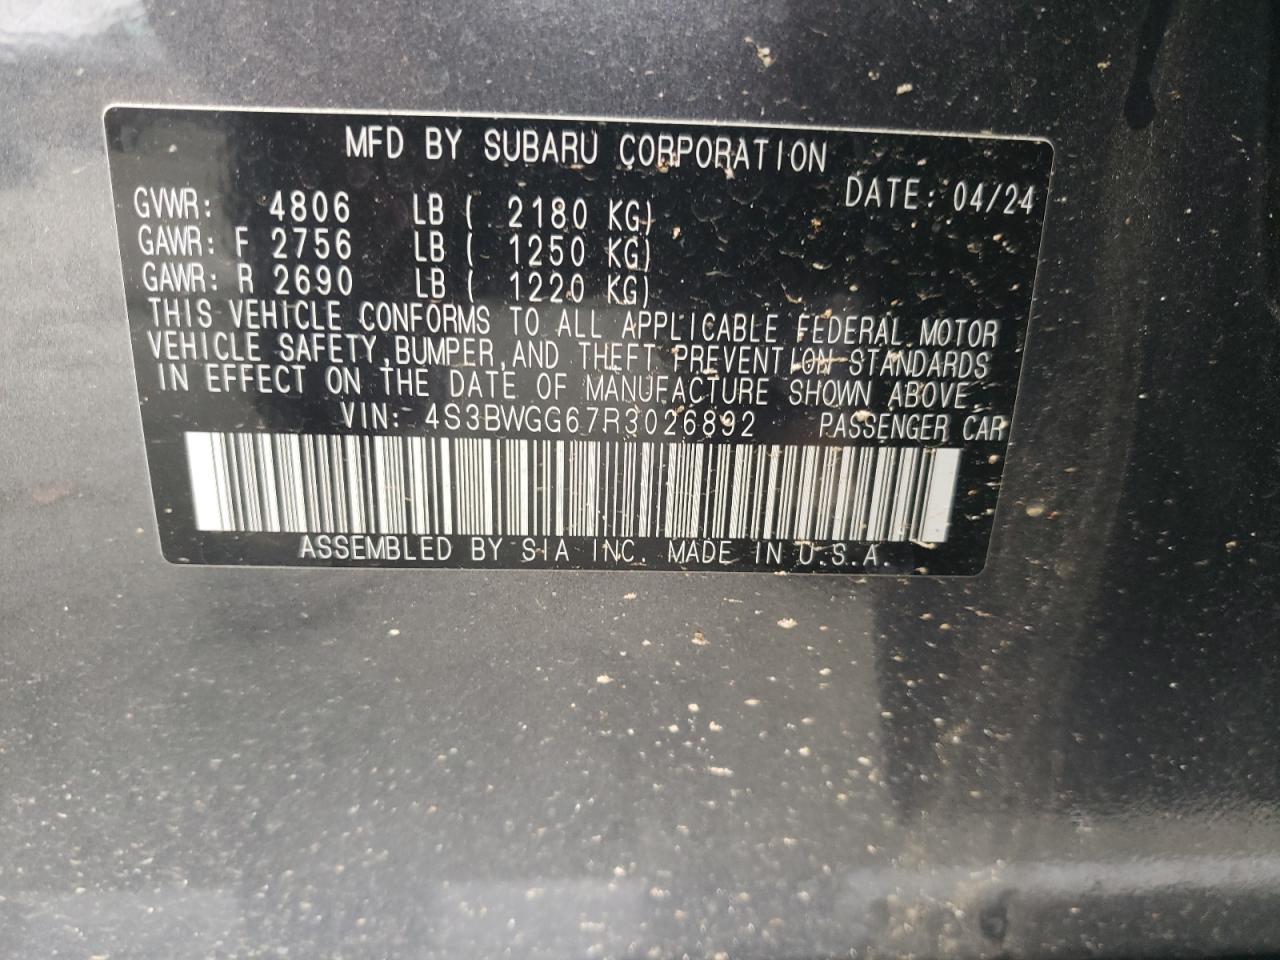 MFD BY SUBARU CORPORATION
DATE: 04/24
GVWR: 4806 LB ( 2180 KG)
GAWR: F 2756 LB ( 1250 KG)
GAWR: R 2690 LB ( 1220 KG)
THIS VEHICLE CONFORMS TO ALL APPLICABLE FEDERAL MOTOR
VEHICLE SAFETY, BUMPER, AND THEFT PREVENTION STANDARDS
IN EFFECT ON THE DATE OF MANUFACTURE SHOWN ABOVE.
VIN: 4S3BWGG67R3026892 PASSENGER CAR
ASSEMBLED BY SIA INC. MADE IN U.S.A.